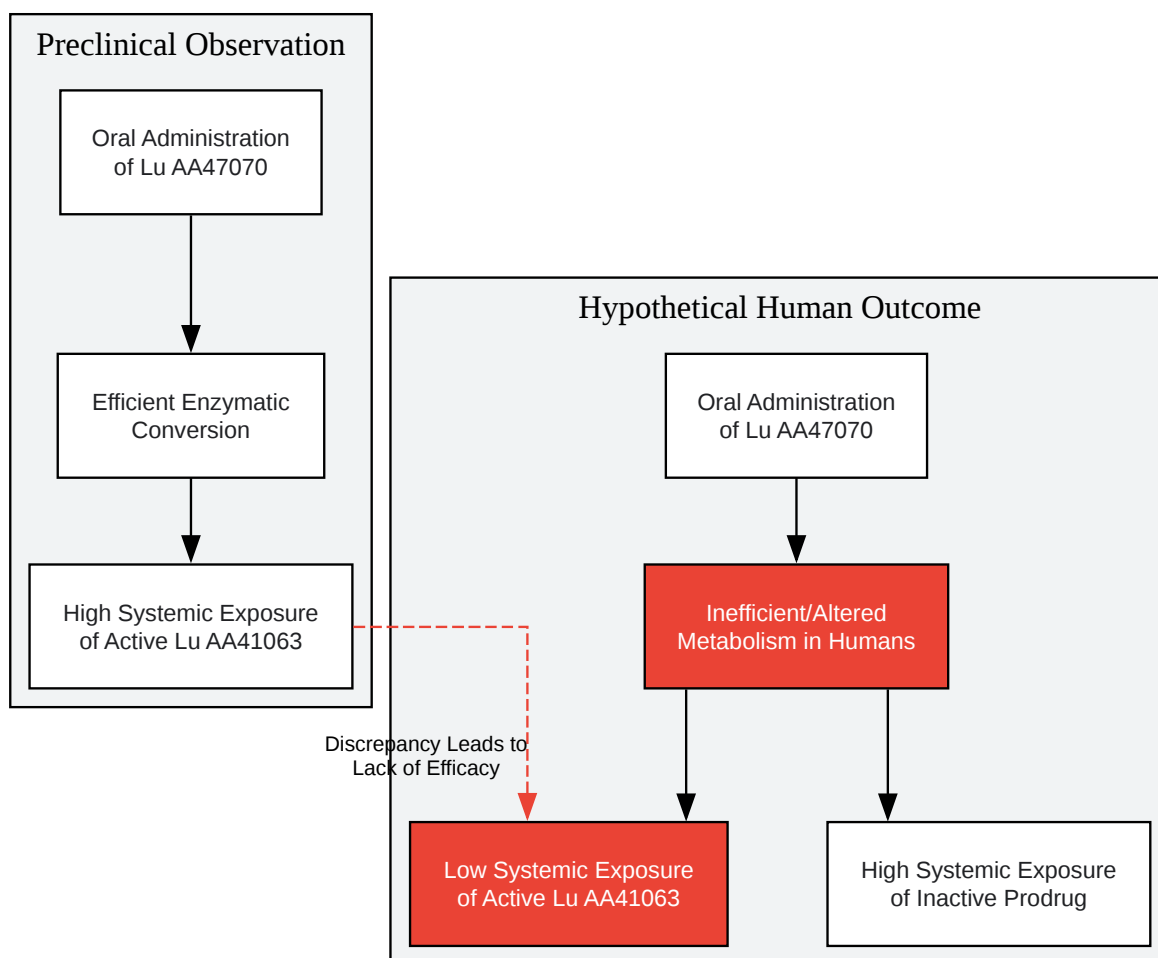 Preclinical Observation
Oral Administration
of Lu AA47070
Efficient Enzymatic
Conversion
High Systemic Exposure
of Active Lu AA41063
Discrepancy Leads to
Lack of Efficacy
Hypothetical Human Outcome
Oral Administration
of Lu AA47070
Inefficient/Altered
Metabolism in Humans
Low Systemic Exposure
of Active Lu AA41063
High Systemic Exposure
of Inactive Prodrug